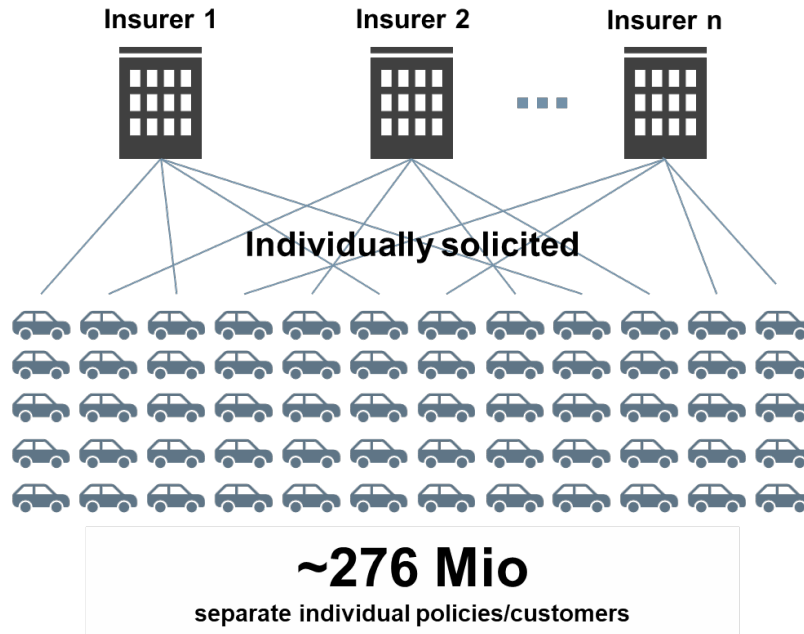 Insurer 1 Insurer 2 Insurer n
Individually solicited
~276 Mio
separate individual policies/customers